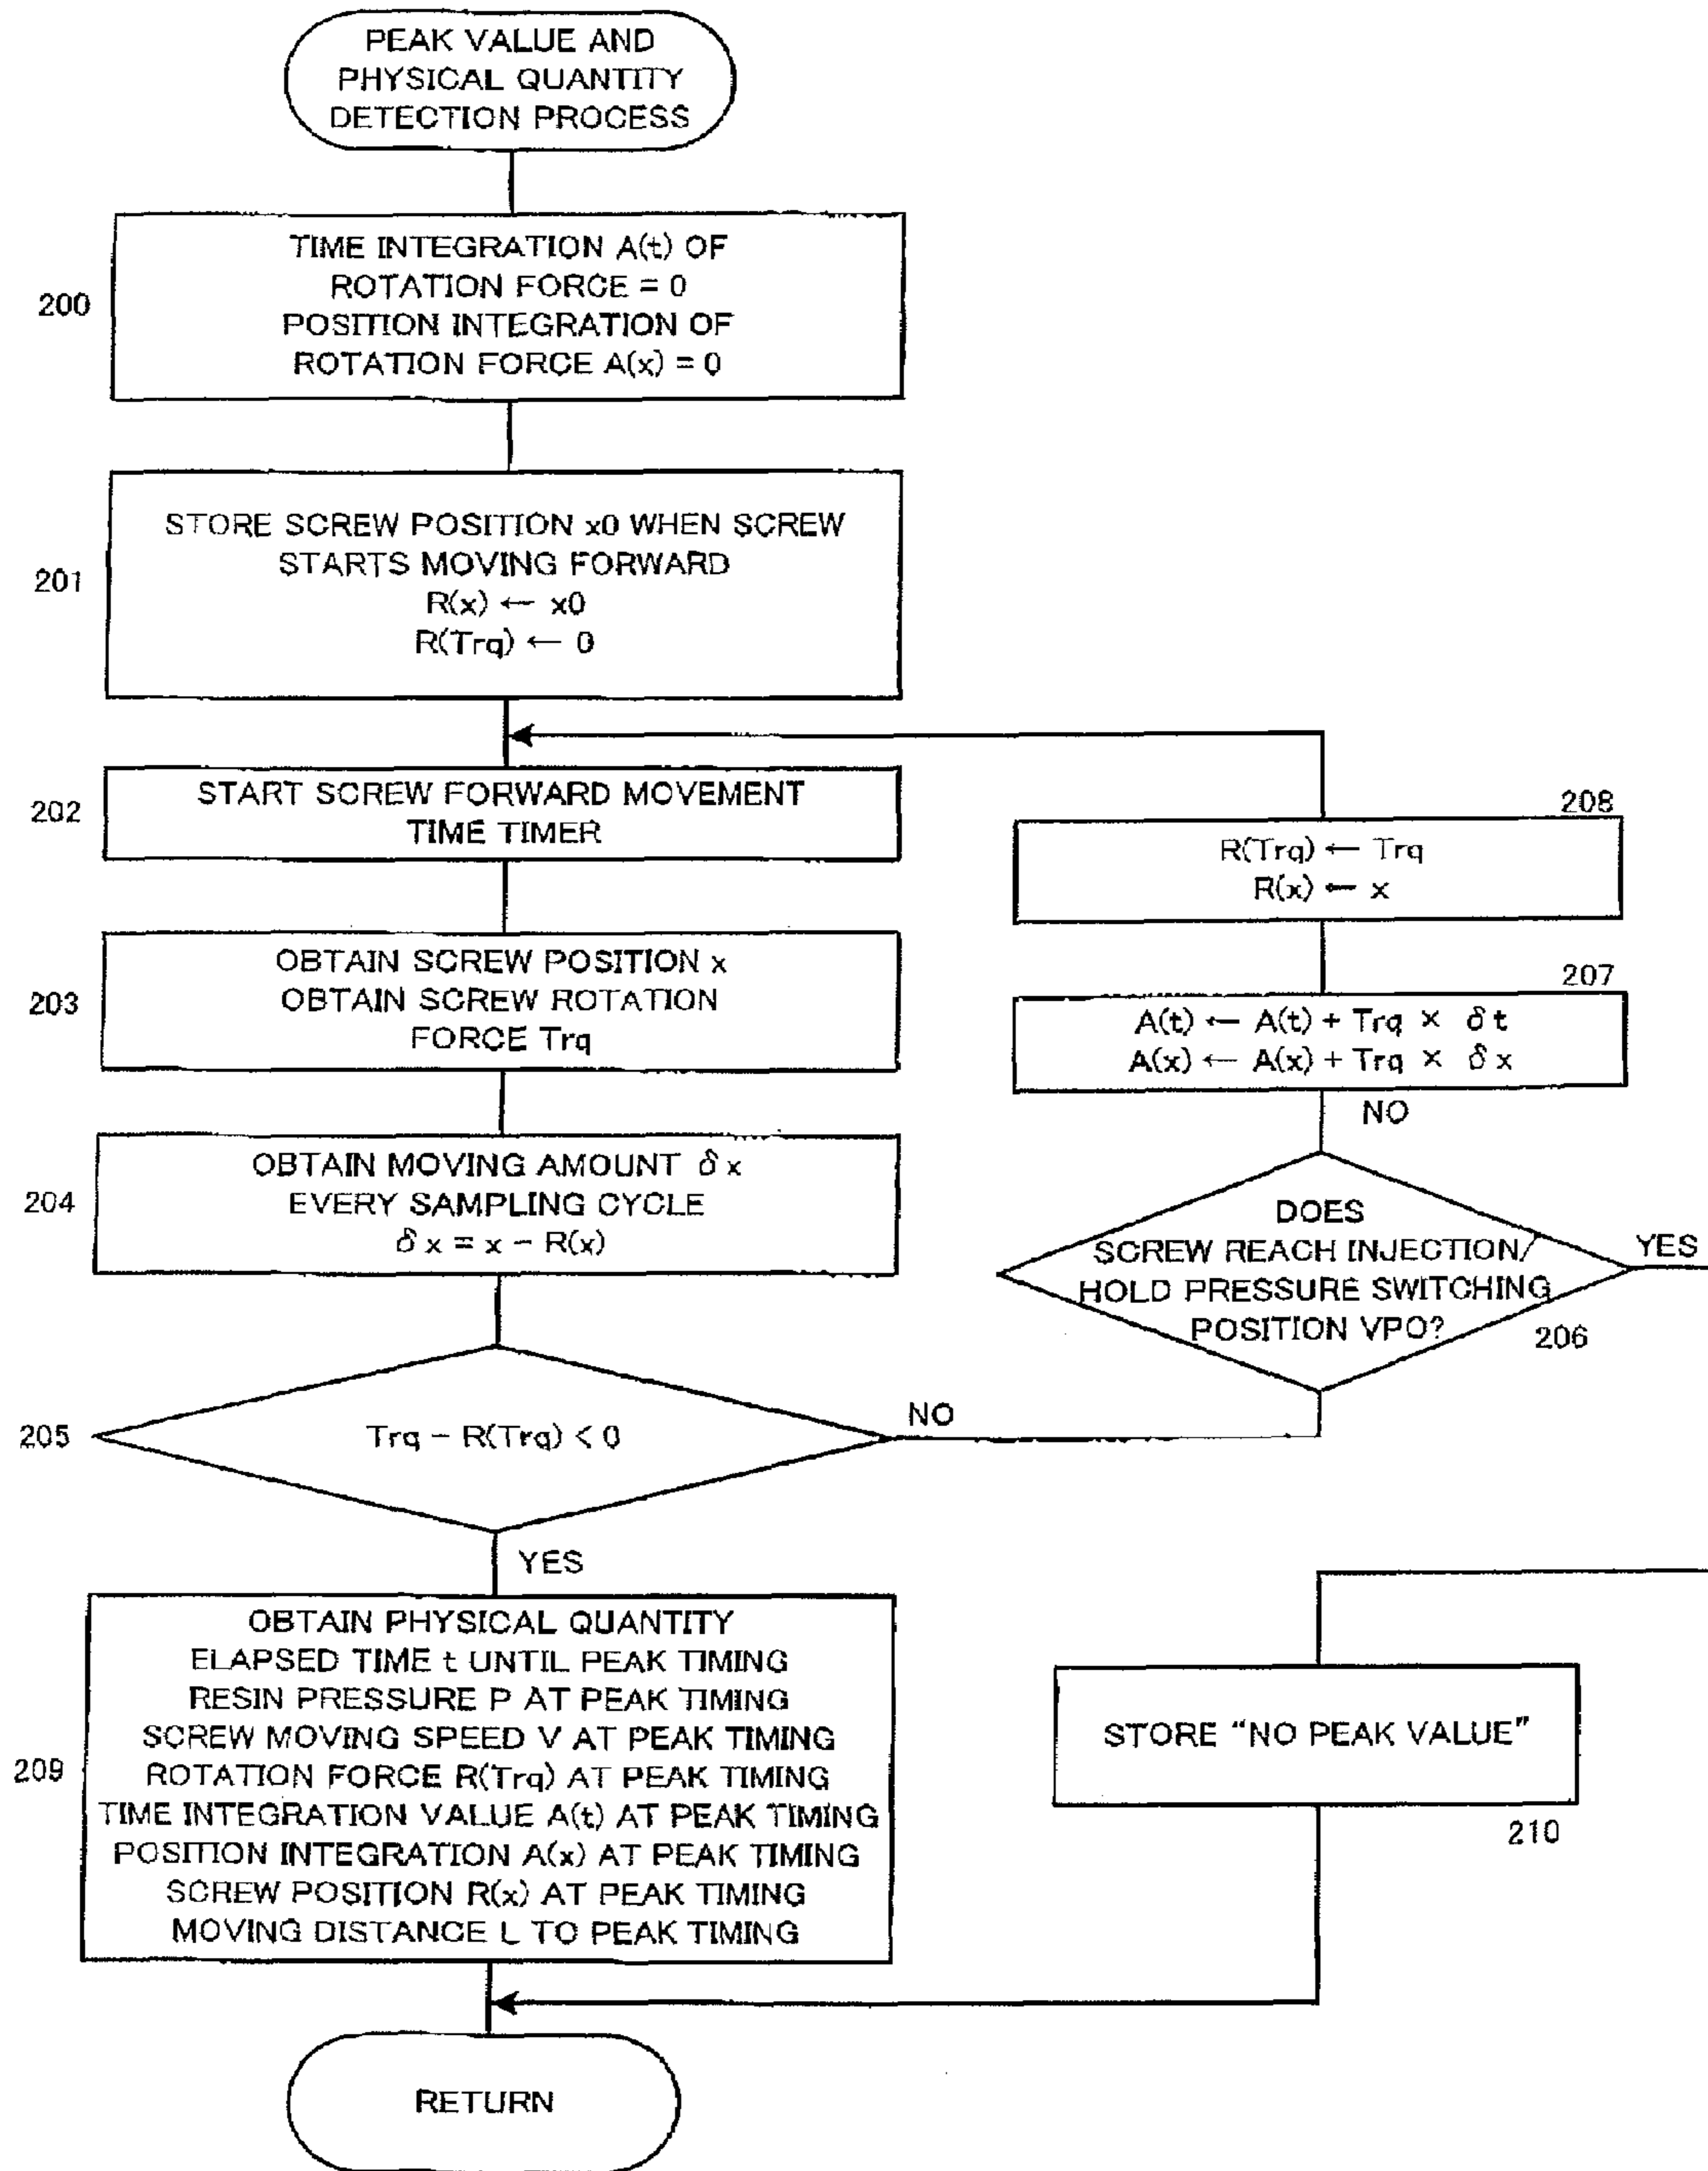 PEAK VALUE AND
PHYSICAL QUANTITY
DETECTION PROCESS
200
TIME INTEGRATION A(t) OF
ROTATION FORCE = 0
POSITION INTEGRATION OF
ROTATION FORCE A(x) = 0
201
STORE SCREW POSITION x0 WHEN SCREW
STARTS MOVING FORWARD
R(x) ← x0
R(Trq) ← 0
202
START SCREW FORWARD MOVEMENT
TIME TIMER
203
OBTAIN SCREW POSITION x
OBTAIN SCREW ROTATION
FORCE Trq
204
OBTAIN MOVING AMOUNT δx
EVERY SAMPLING CYCLE
δx = x − R(x)
205
Trq − R(Trq) < 0
NO
YES
208
R(Trq) ← Trq
R(x) ← x
207
A(t) ← A(t) + Trq × δt
A(x) ← A(x) + Trq × δx
NO
DOES
SCREW REACH INJECTION/
HOLD PRESSURE SWITCHING
POSITION VPO?
206
YES
209
OBTAIN PHYSICAL QUANTITY
ELAPSED TIME t UNTIL PEAK TIMING
RESIN PRESSURE P AT PEAK TIMING
SCREW MOVING SPEED V AT PEAK TIMING
ROTATION FORCE R(Trq) AT PEAK TIMING
TIME INTEGRATION VALUE A(t) AT PEAK TIMING
POSITION INTEGRATION A(x) AT PEAK TIMING
SCREW POSITION R(x) AT PEAK TIMING
MOVING DISTANCE L TO PEAK TIMING
STORE “NO PEAK VALUE”
210
RETURN